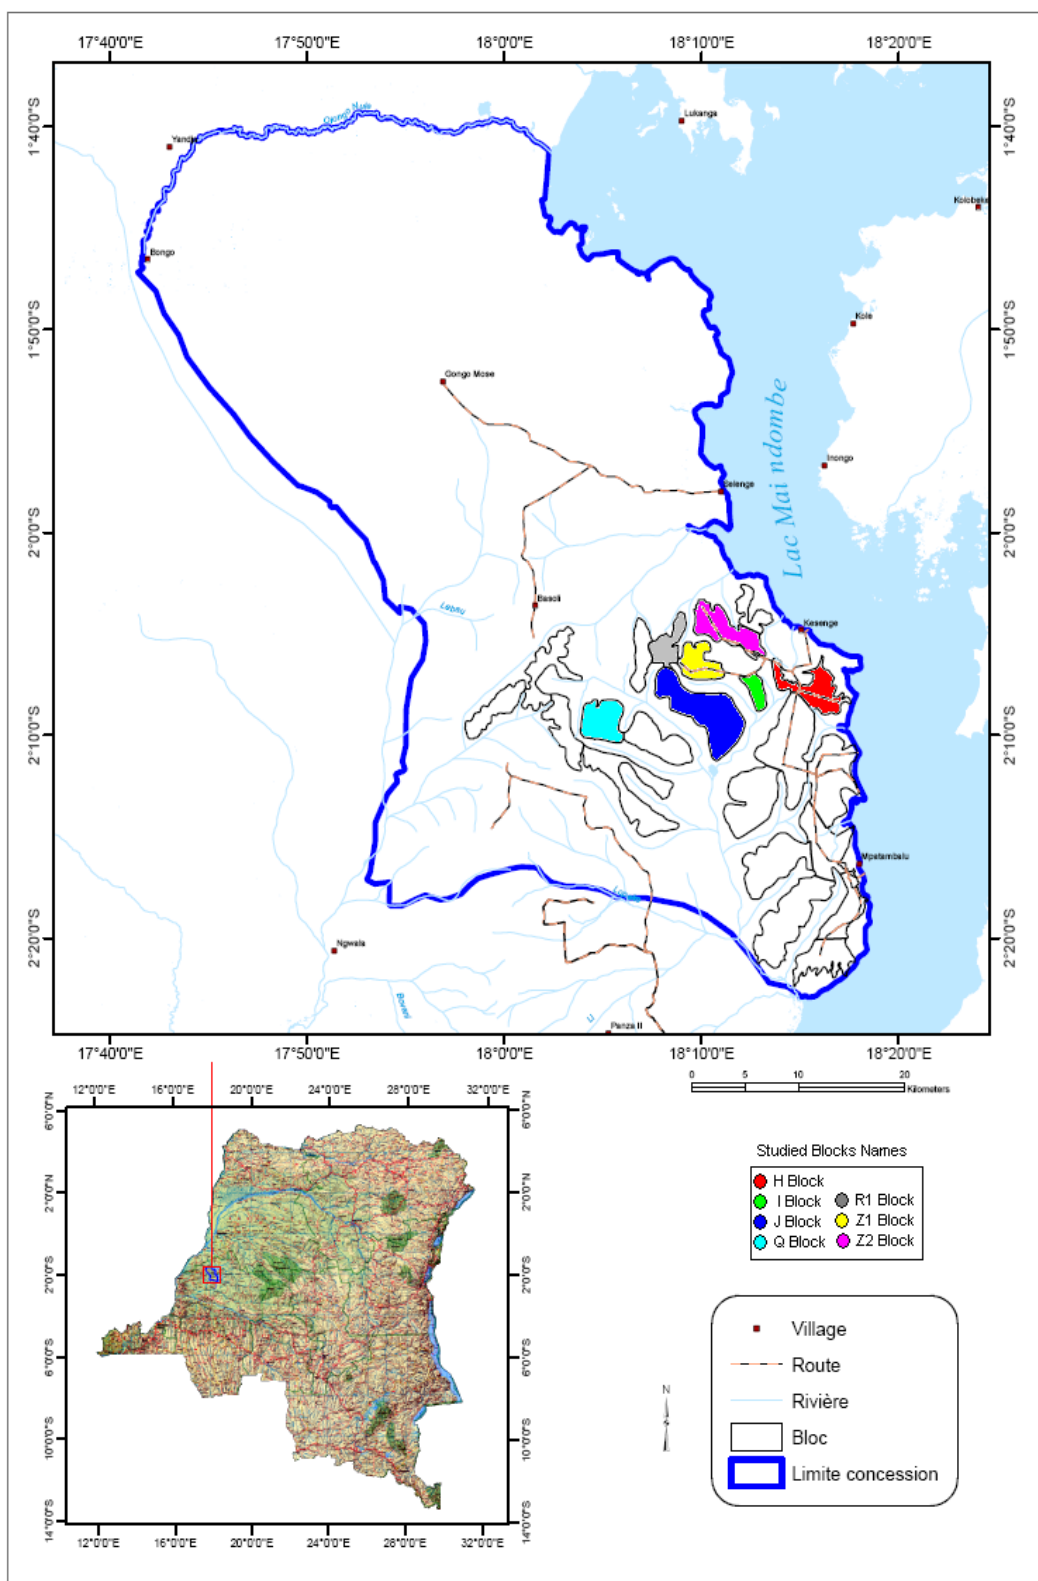 17°40'0"E 17°50'0"E 18°0'0"E 18°10'0"E 18°20'0"E
1°40'0"S 1°40'0"S
1°50'0"S 1°50'0"S
2°0'0"S 2°0'0"S
2°10'0"S 2°10'0"S
2°20'0"S 2°20'0"S
Lukanga
Kolobeke
Bongo
Kole
Gongo Mose
Inongo
Selenge
Lac Mai ndombe
Basoli
Lebou
Kesenge
Mpatambalu
Ngwala
Panza II
17°40'0"E 17°50'0"E 18°0'0"E 18°10'0"E 18°20'0"E
0 5 10 20
Kilometers
12°0'0"E 16°0'0"E 20°0'0"E 24°0'0"E 28°0'0"E 32°0'0"E
6°0'0"N 6°0'0"N
2°0'0"N 2°0'0"N
2°0'0"S 2°0'0"S
6°0'0"S 6°0'0"S
10°0'0"S 10°0'0"S
14°0'0"S 14°0'0"S
12°0'0"E 16°0'0"E 20°0'0"E 24°0'0"E 28°0'0"E 32°0'0"E
Studied Blocks Names
H Block
I Block R1 Block
J Block Z1 Block
Q Block Z2 Block
N
Village
Route
Rivière
Bloc
Limite concession